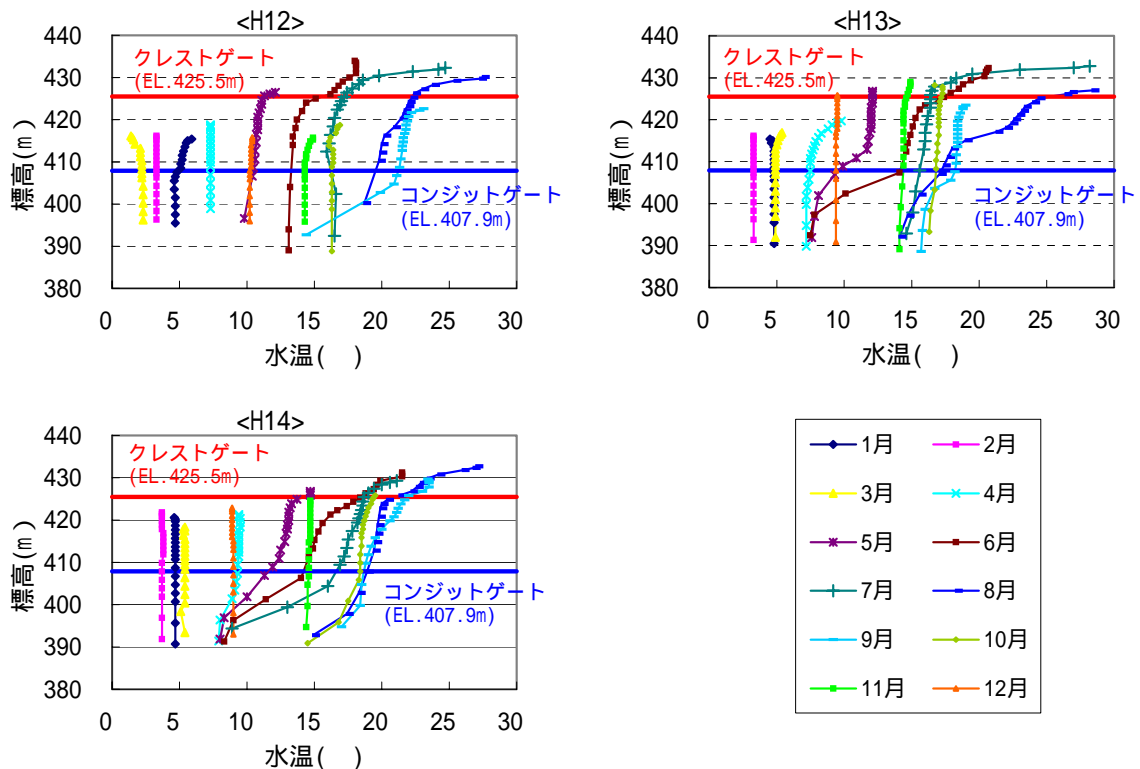 <H12>
440
430
420
410
400
390
380
標高(m)
クレストゲート
(EL.425.5m)
コンジットゲート
(EL.407.9m)
0 5 10 15 20 25 30
水温( )
<H13>
440
430
420
410
400
390
380
標高(m)
クレストゲート
(EL.425.5m)
コンジットゲート
(EL.407.9m)
0 5 10 15 20 25 30
水温( )
<H14>
440
430
420
410
400
390
380
標高(m)
クレストゲート
(EL.425.5m)
コンジットゲート
(EL.407.9m)
0 5 10 15 20 25 30
水温( )
1月 2月
3月 4月
5月 6月
7月 8月
9月 10月
11月 12月